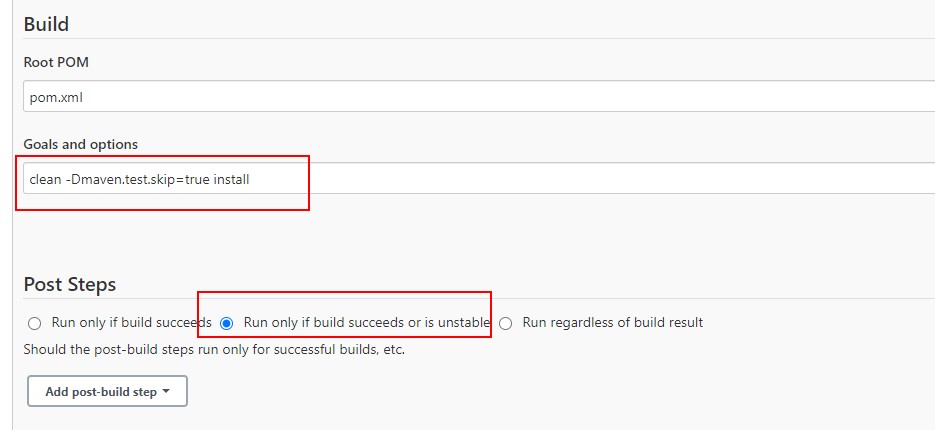 Build
Root POM
pom.xml
Goals and options
clean -Dmaven.test.skip=true install
Post Steps
Run only if build succeeds Run only if build succeeds or is unstable Run regardless of build result
Should the post-build steps run only for successful builds, etc.
Add post-build step